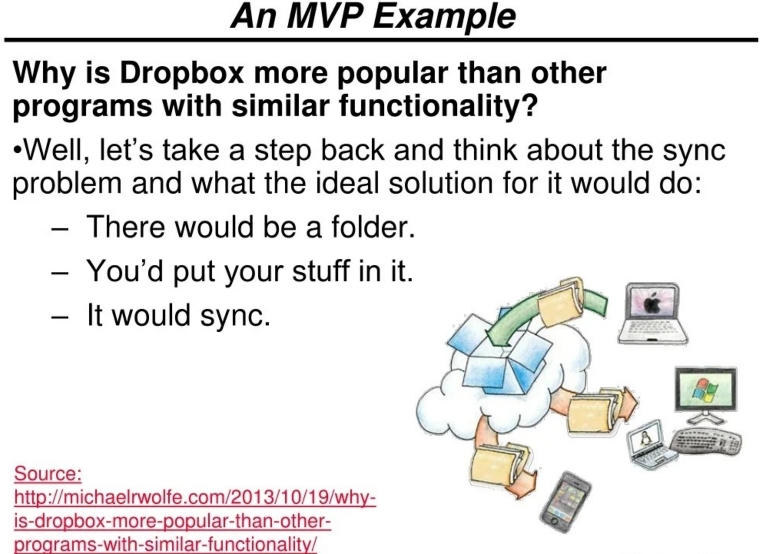 An MVP Example
Why is Dropbox more popular than other
programs with similar functionality?
•Well, let’s take a step back and think about the sync
problem and what the ideal solution for it would do:
– There would be a folder.
– You’d put your stuff in it.
– It would sync.
Source:
http://michaelrwolfe.com/2013/10/19/why-
is-dropbox-more-popular-than-other-
programs-with-similar-functionality/